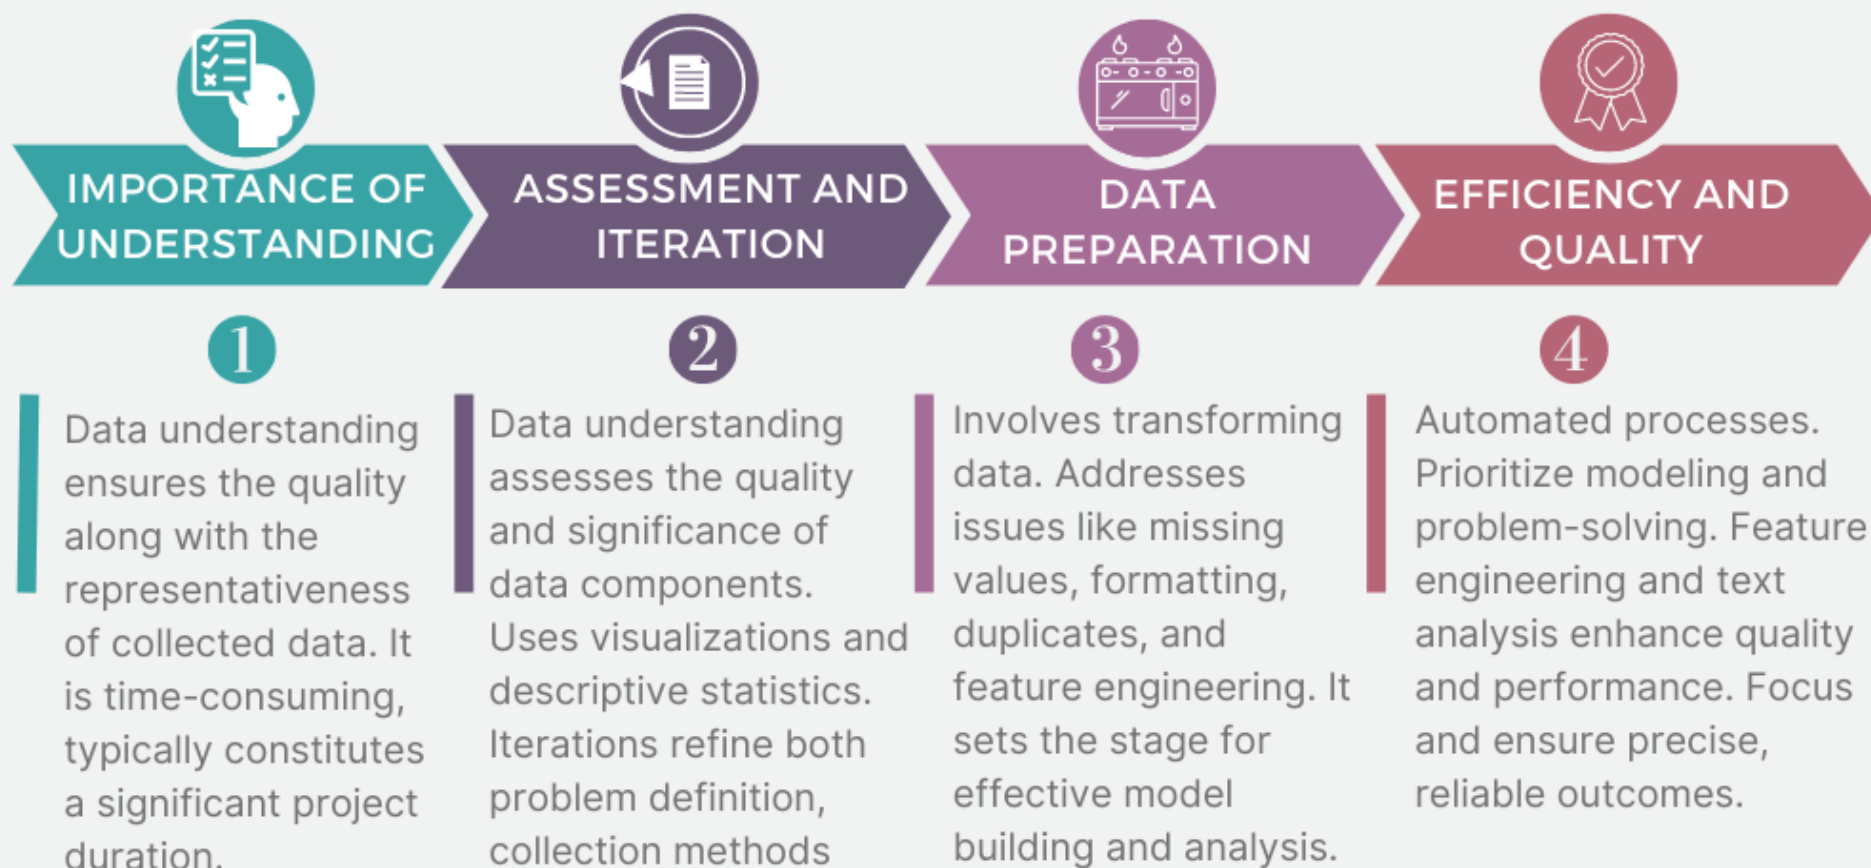 IMPORTANCE OF
UNDERSTANDING
ASSESSMENT AND
ITERATION
DATA
PREPARATION
EFFICIENCY AND
QUALITY
1
Data understanding
ensures the quality
along with the
representativeness
of collected data. It
is time-consuming,
typically constitutes
a significant project
duration.
2
Data understanding
assesses the quality
and significance of
data components.
Uses visualizations and
descriptive statistics.
Iterations refine both
problem definition,
collection methods
3
Involves transforming
data. Addresses
issues like missing
values, formatting,
duplicates, and
feature engineering. It
sets the stage for
effective model
building and analysis.
4
Automated processes.
Prioritize modeling and
problem-solving. Feature
engineering and text
analysis enhance quality
and performance. Focus
and ensure precise,
reliable outcomes.